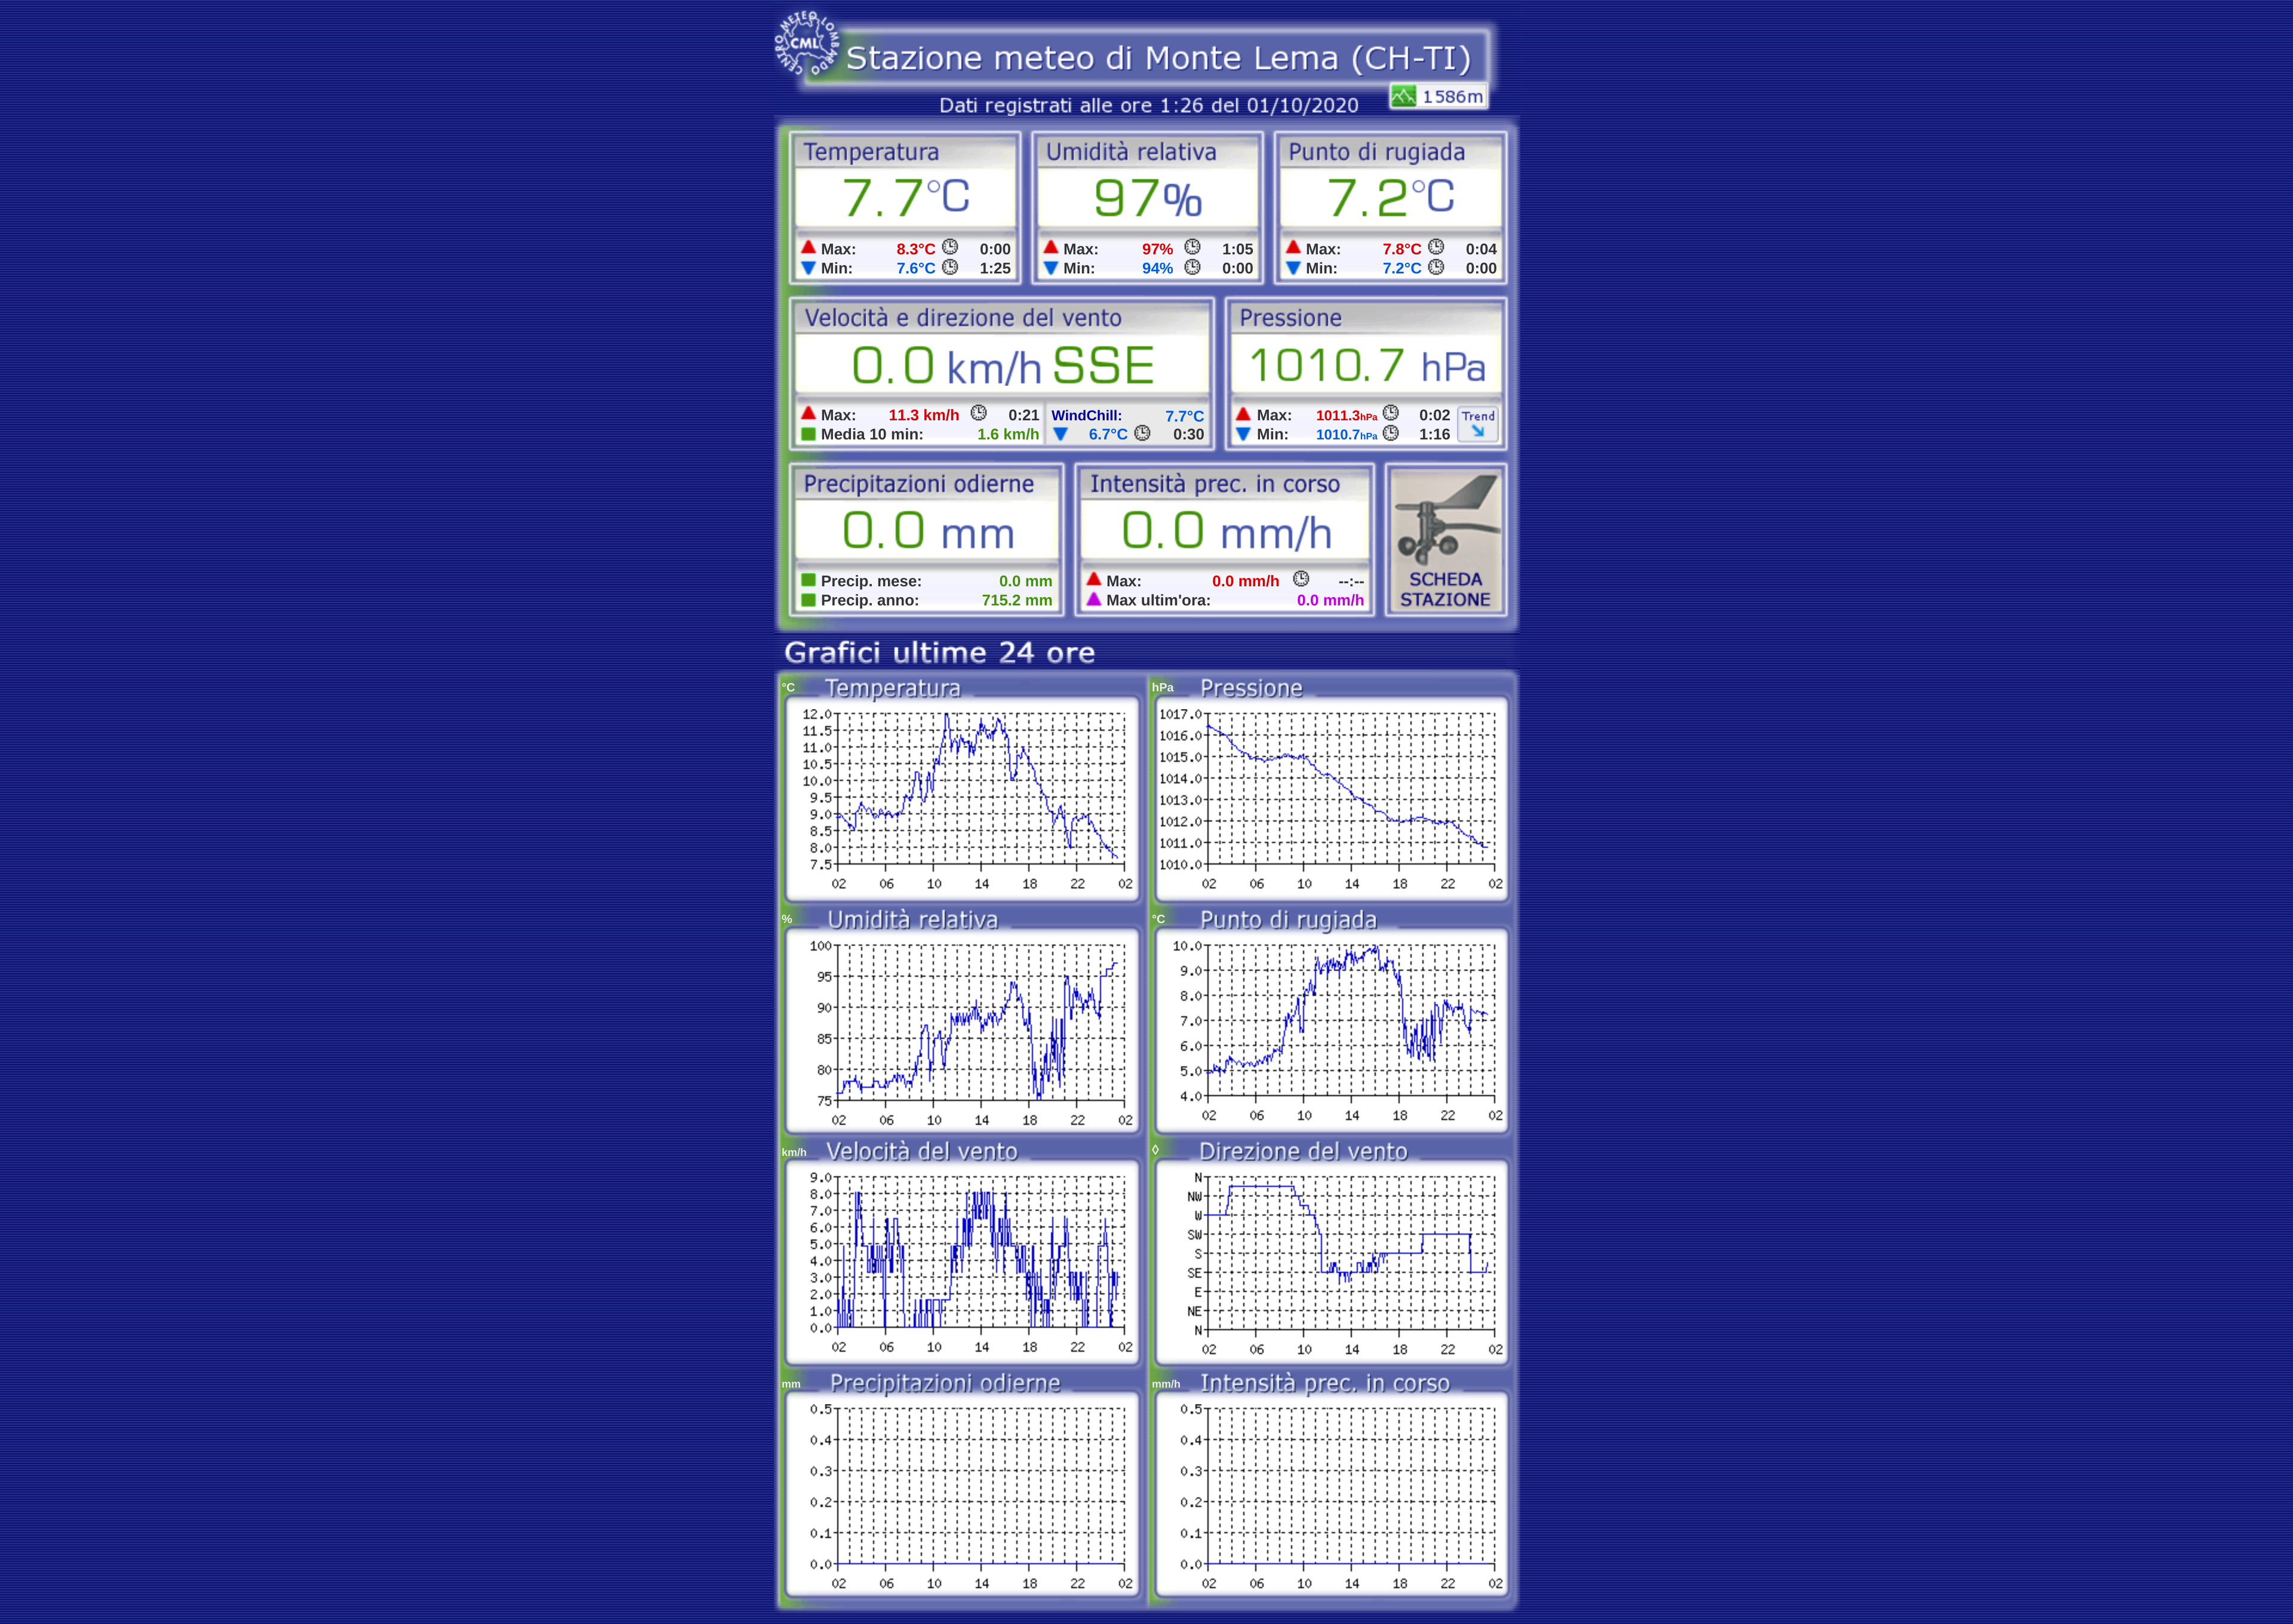 CENTRO METEO LOMBARDO
CML
Stazione meteo di Monte Lema (CH-TI)
Dati registrati alle ore 1:26 del 01/10/2020
1586m
Temperatura
7.7°C
Max: 8.3°C 0:00
Min: 7.6°C 1:25
Umidità relativa
97%
Max: 97% 1:05
Min: 94% 0:00
Punto di rugiada
7.2°C
Max: 7.8°C 0:04
Min: 7.2°C 0:00
Velocità e direzione del vento
0.0 km/h SSE
Max: 11.3 km/h 0:21
Media 10 min: 1.6 km/h
WindChill: 7.7°C
6.7°C 0:30
Pressione
1010.7 hPa
Max: 1011.3hPa 0:02
Min: 1010.7hPa 1:16
Trend
Precipitazioni odierne
0.0 mm
Precip. mese: 0.0 mm
Precip. anno: 715.2 mm
Intensità prec. in corso
0.0 mm/h
Max: 0.0 mm/h --:--
Max ultim'ora: 0.0 mm/h
SCHEDA
STAZIONE
Grafici ultime 24 ore
°C Temperatura
12.0
11.5
11.0
10.5
10.0
9.5
9.0
8.5
8.0
7.5
02 06 10 14 18 22 02
hPa Pressione
1017.0
1016.0
1015.0
1014.0
1013.0
1012.0
1011.0
1010.0
02 06 10 14 18 22 02
% Umidità relativa
100
95
90
85
80
75
02 06 10 14 18 22 02
°C Punto di rugiada
10.0
9.0
8.0
7.0
6.0
5.0
4.0
02 06 10 14 18 22 02
km/h Velocità del vento
9.0
8.0
7.0
6.0
5.0
4.0
3.0
2.0
1.0
0.0
02 06 10 14 18 22 02
◊ Direzione del vento
N
NW
W
SW
S
SE
E
NE
N
02 06 10 14 18 22 02
mm Precipitazioni odierne
0.5
0.4
0.3
0.2
0.1
0.0
02 06 10 14 18 22 02
mm/h Intensità prec. in corso
0.5
0.4
0.3
0.2
0.1
0.0
02 06 10 14 18 22 02